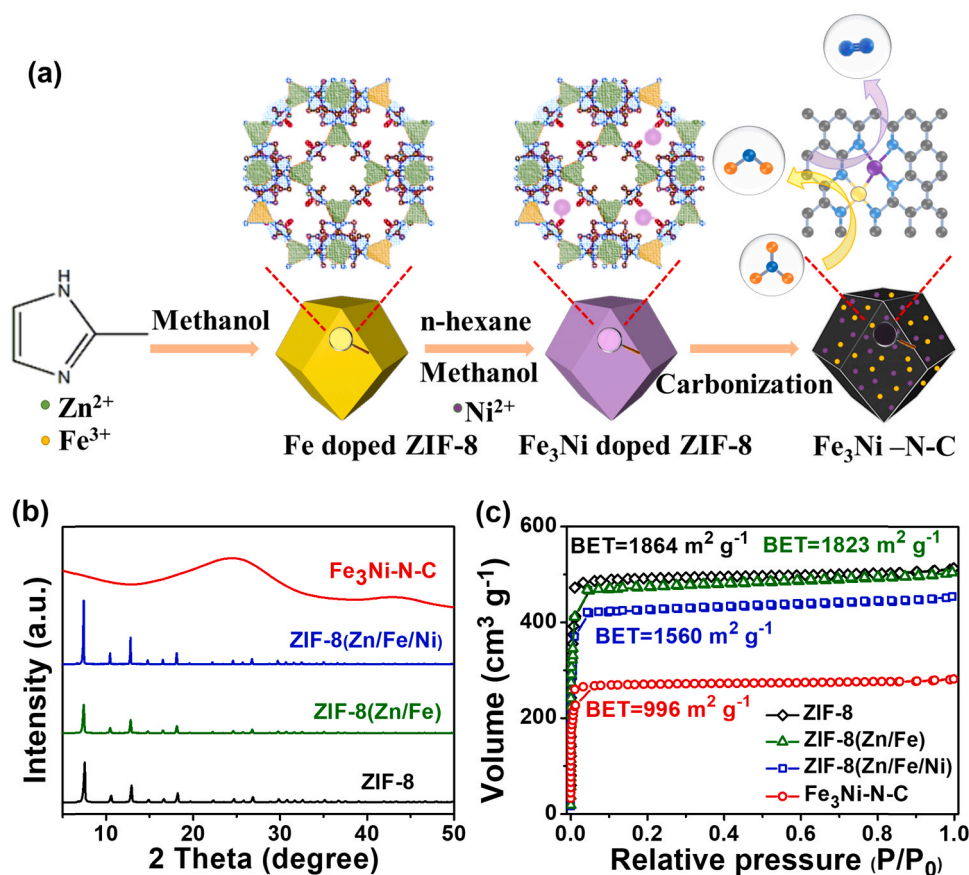 (a)
H
N
N
Zn²⁺
Fe³⁺
Methanol
Fe doped ZIF-8
n-hexane
Methanol
Ni²⁺
Fe₃Ni doped ZIF-8
Carbonization
Fe₃Ni –N-C
(b)
Intensity (a.u.)
Fe₃Ni-N-C
ZIF-8(Zn/Fe/Ni)
ZIF-8(Zn/Fe)
ZIF-8
10 20 30 40 50
2 Theta (degree)
(c)
Volume (cm³ g⁻¹)
600
400
200
0
BET=1864 m² g⁻¹
BET=1823 m² g⁻¹
BET=1560 m² g⁻¹
BET=996 m² g⁻¹
ZIF-8
ZIF-8(Zn/Fe)
ZIF-8(Zn/Fe/Ni)
Fe₃Ni-N-C
0.0 0.2 0.4 0.6 0.8 1.0
Relative pressure (P/P₀)